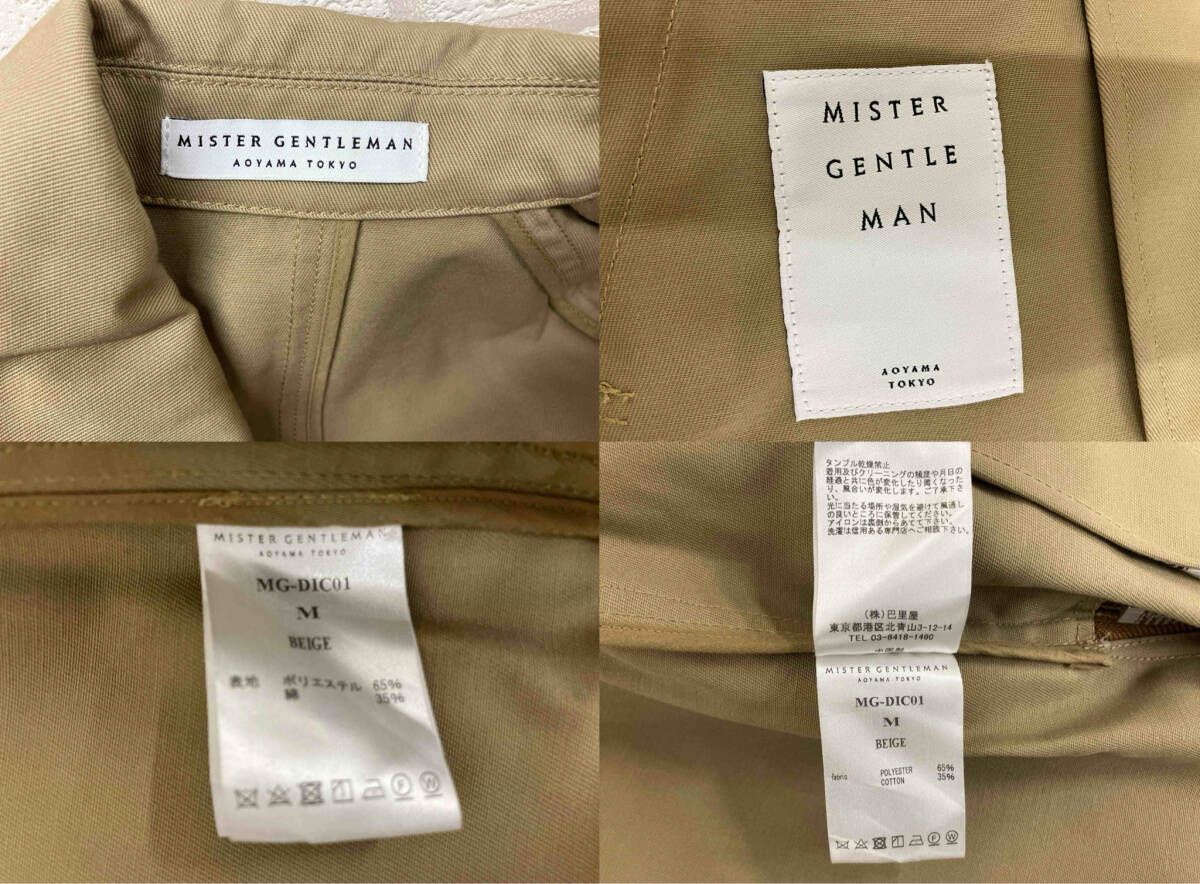 MISTER GENTLEMAN
AOYAMA TOKYO
MISTER
GENTLE
MAN
AOYAMA
TOKYO
MISTER GENTLEMAN
AOYAMA TOKYO
MG-DIC01
M
BEIGE
表地 ポリエステル 65%
綿 35%
タンブル乾燥禁止
着用及びクリーニングの頻度や月日の
経過と共に色が変化したり薄くなった
り、風合いが変化します。ご了承下さ
い。
光に当たる場所や湿気を避けて風通し
の良いところに保管してください。
アイロンは裏側からあてて下さい。
洗濯は信用ある専門店へご相談下さい。
(株)巴里屋
東京都港区北青山3-12-14
TEL.03-6418-1460
中国製
MISTER GENTLEMAN
AOYAMA TOKYO
MG-DIC01
M
BEIGE
fabric POLYESTER 65%
COTTON 35%